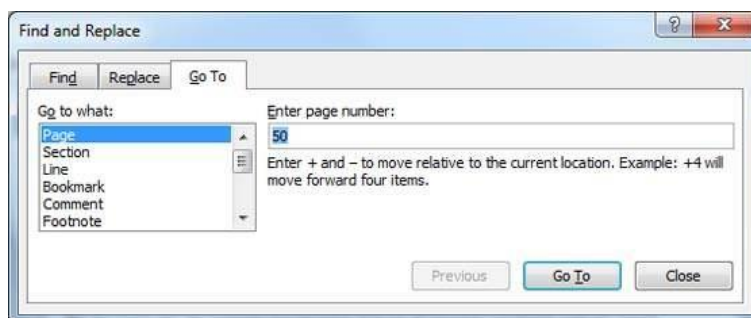 Find and Replace
Find Replace Go To
Go to what:
Page
Section
Line
Bookmark
Comment
Footnote
Enter page number:
50
Enter + and – to move relative to the current location. Example: +4 will
move forward four items.
Previous Go To Close